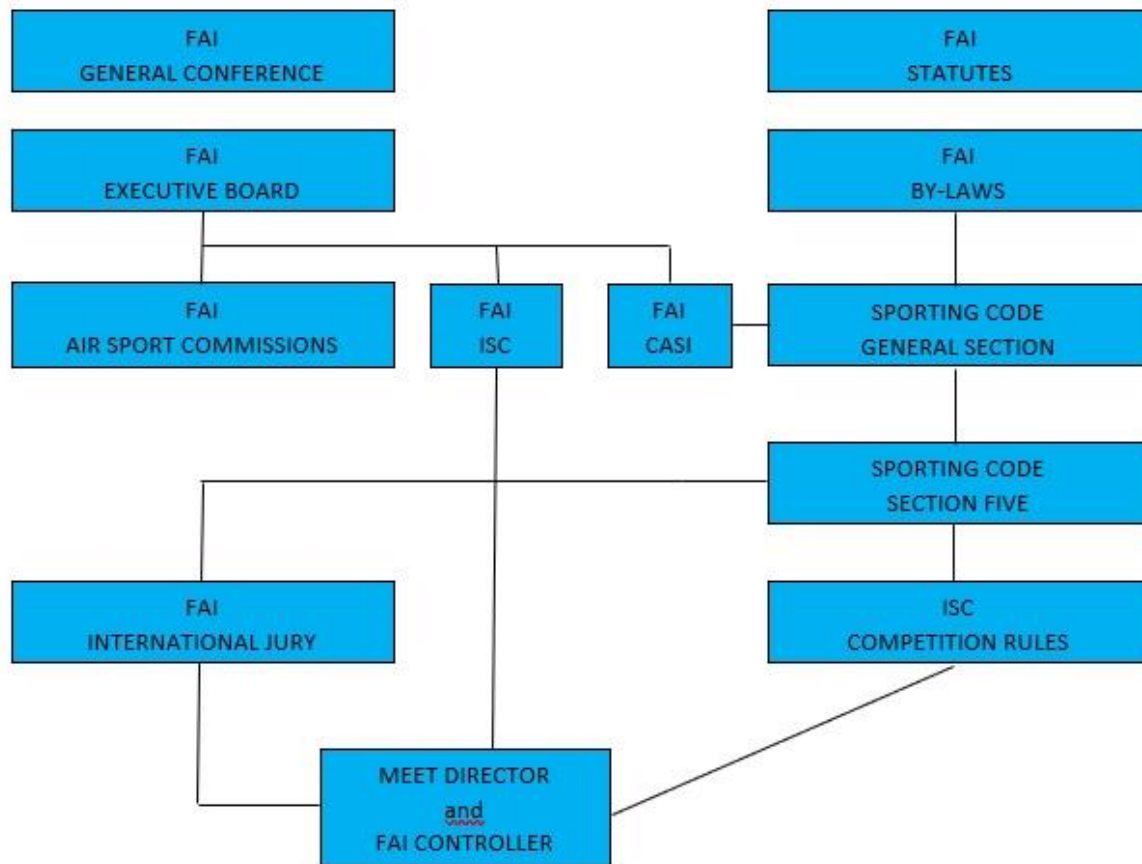 FAI
GENERAL CONFERENCE
FAI
STATUTES
FAI
EXECUTIVE BOARD
FAI
BY-LAWS
FAI
AIR SPORT COMMISSIONS
FAI
ISC
FAI
CASI
SPORTING CODE
GENERAL SECTION
SPORTING CODE
SECTION FIVE
FAI
INTERNATIONAL JURY
ISC
COMPETITION RULES
MEET DIRECTOR
and
FAI CONTROLLER